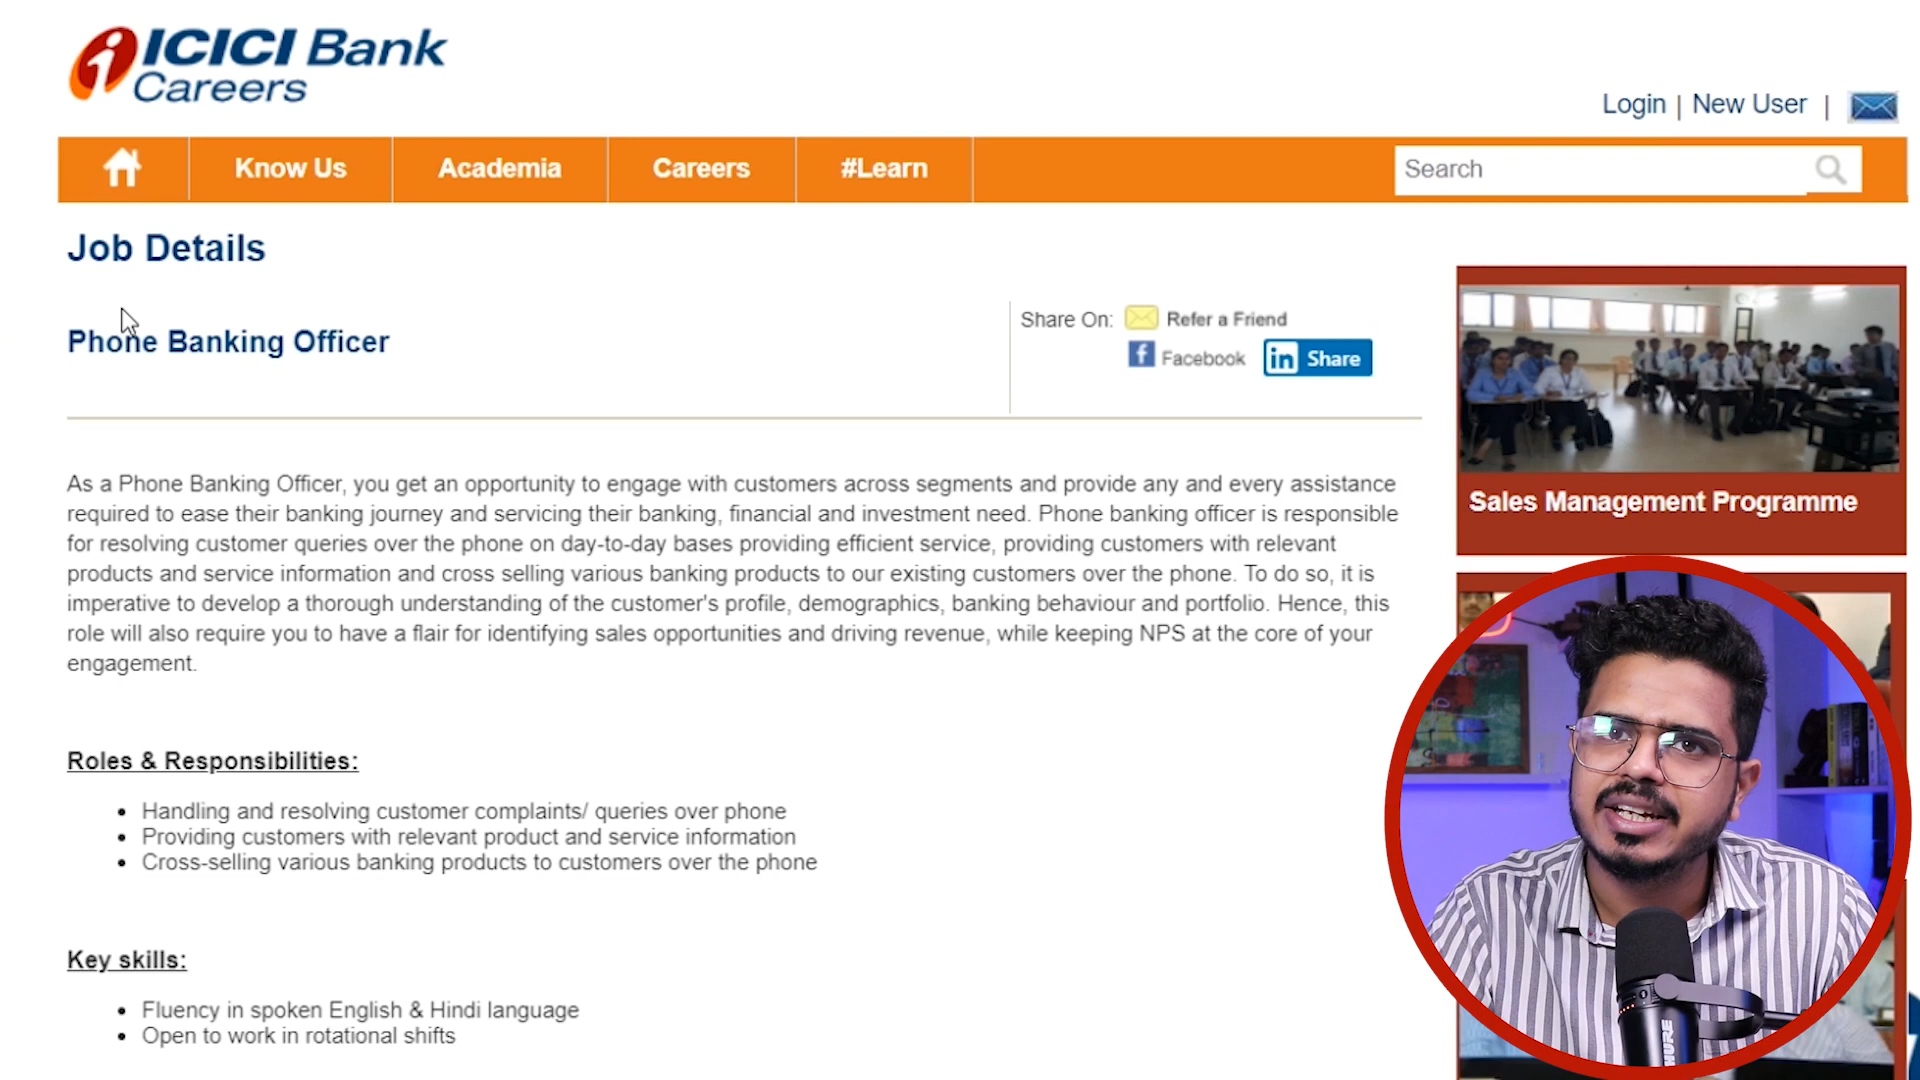 ICICI Bank
Careers
Login | New User |
Know Us
Academia
Careers
#Learn
Search
Job Details
Phone Banking Officer
Share On:
Refer a Friend
Facebook
in Share
Sales Management Programme
As a Phone Banking Officer, you get an opportunity to engage with customers across segments and provide any and every assistance
required to ease their banking journey and servicing their banking, financial and investment need. Phone banking officer is responsible
for resolving customer queries over the phone on day-to-day bases providing efficient service, providing customers with relevant
products and service information and cross selling various banking products to our existing customers over the phone. To do so, it is
imperative to develop a thorough understanding of the customer's profile, demographics, banking behaviour and portfolio. Hence, this
role will also require you to have a flair for identifying sales opportunities and driving revenue, while keeping NPS at the core of your
engagement.
Roles & Responsibilities:
• Handling and resolving customer complaints/ queries over phone
• Providing customers with relevant product and service information
• Cross-selling various banking products to customers over the phone
Key skills:
• Fluency in spoken English & Hindi language
• Open to work in rotational shifts
SHURE